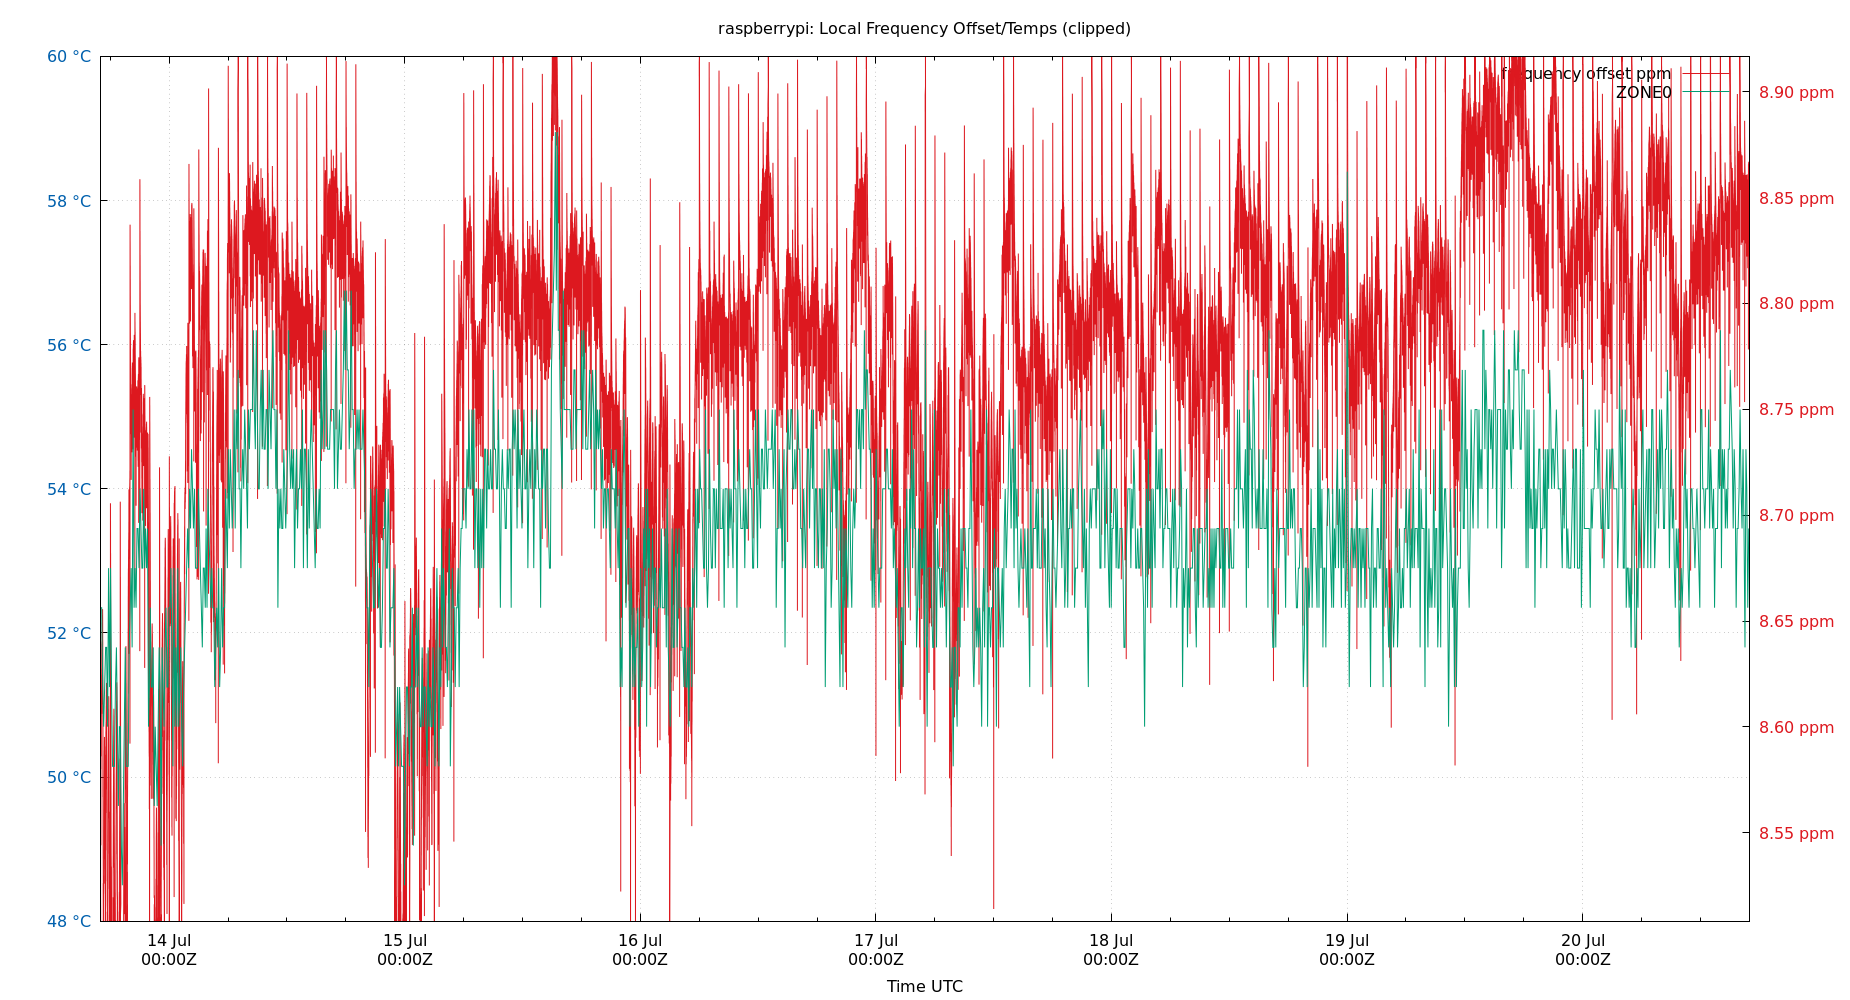 raspberrypi: Local Frequency Offset/Temps (clipped)
60 °C
58 °C
56 °C
54 °C
52 °C
50 °C
48 °C
frequency offset ppm
ZONE0
8.90 ppm
8.85 ppm
8.80 ppm
8.75 ppm
8.70 ppm
8.65 ppm
8.60 ppm
8.55 ppm
14 Jul
00:00Z
15 Jul
00:00Z
16 Jul
00:00Z
17 Jul
00:00Z
18 Jul
00:00Z
19 Jul
00:00Z
20 Jul
00:00Z
Time UTC